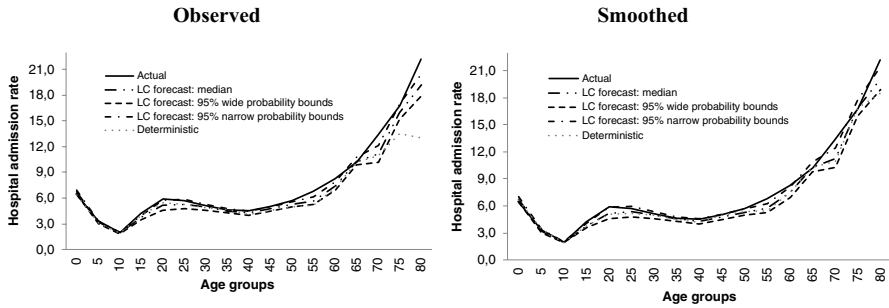 Observed
Hospital admission rate
21,0
18,0
15,0
12,0
9,0
6,0
3,0
0,0
Actual
LC forecast: median
LC forecast: 95% wide probability bounds
LC forecast: 95% narrow probability bounds
Deterministic
0 5 10 15 20 25 30 35 40 45 50 55 60 65 70 75 80
Age groups
Smoothed
Hospital admission rate
21,0
18,0
15,0
12,0
9,0
6,0
3,0
0,0
Actual
LC forecast: median
LC forecast: 95% wide probability bounds
LC forecast: 95% narrow probability bounds
Deterministic
0 5 10 15 20 25 30 35 40 45 50 55 60 65 70 75 80
Age groups